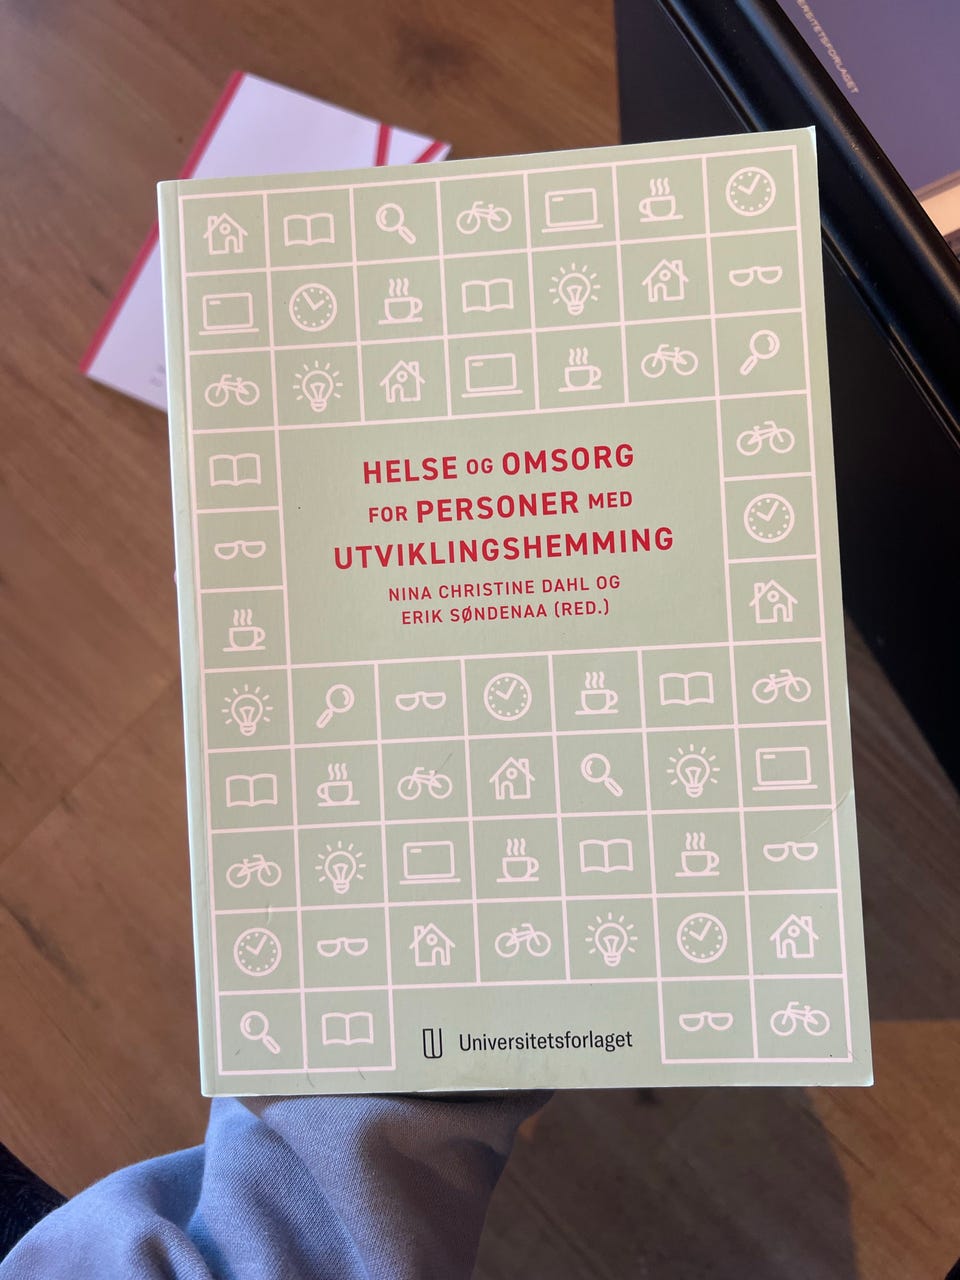 HELSE OG OMSORG
FOR PERSONER MED
UTVIKLINGSHEMMING
NINA CHRISTINE DAHL OG
ERIK SØNDENAA (RED.)
Universitetsforlaget